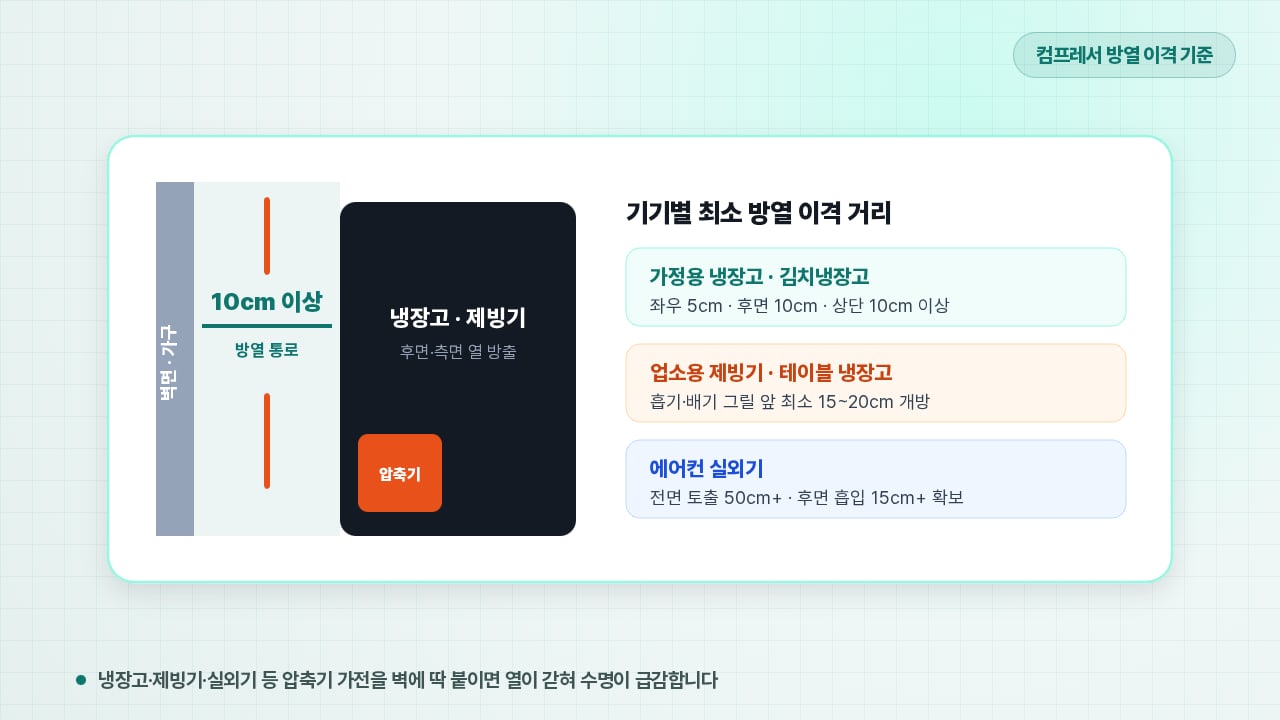 컴프레서 방열 이격 기준
벽면 · 가구
10cm 이상
방열 통로
냉장고 · 제빙기
후면·측면 열 방출
압축기
기기별 최소 방열 이격 거리
가정용 냉장고 · 김치냉장고
좌우 5cm · 후면 10cm · 상단 10cm 이상
업소용 제빙기 · 테이블 냉장고
흡기·배기 그릴 앞 최소 15~20cm 개방
에어컨 실외기
전면 토출 50cm+ · 후면 흡입 15cm+ 확보
냉장고·제빙기·실외기 등 압축기 가전을 벽에 딱 붙이면 열이 갇혀 수명이 급감합니다